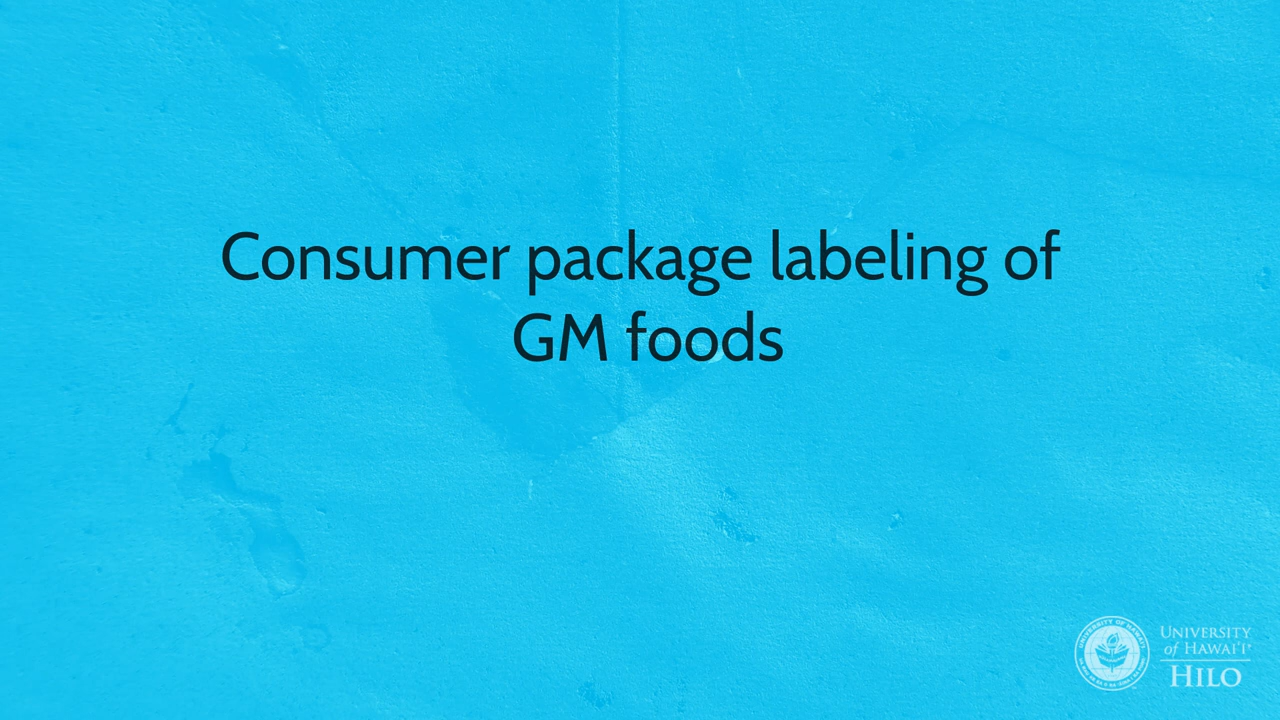 Consumer package labeling of
GM foods
UNIVERSITY
of HAWAI‘I®
HILO